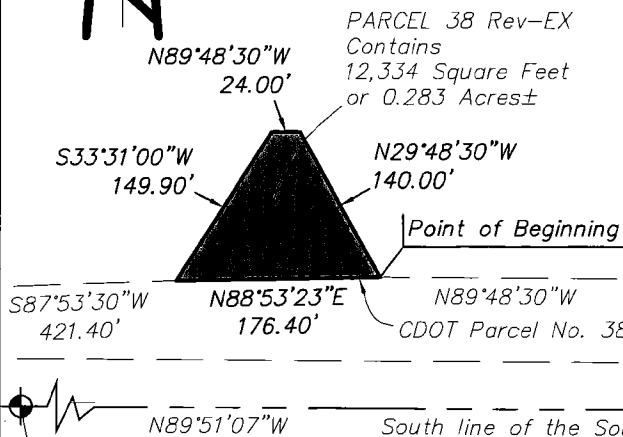 PARCEL 38 Rev-EX
Contains
12,334 Square Feet
or 0.283 Acres±
N89°48'30"W
24.00'
S33°31'00"W
149.90'
N29°48'30"W
140.00'
Point of Beginning
S87°53'30"W
421.40'
N88°53'23"E
176.40'
N89°48'30"W
CDOT Parcel No. 38
N89°51'07"W
South line of the Sou